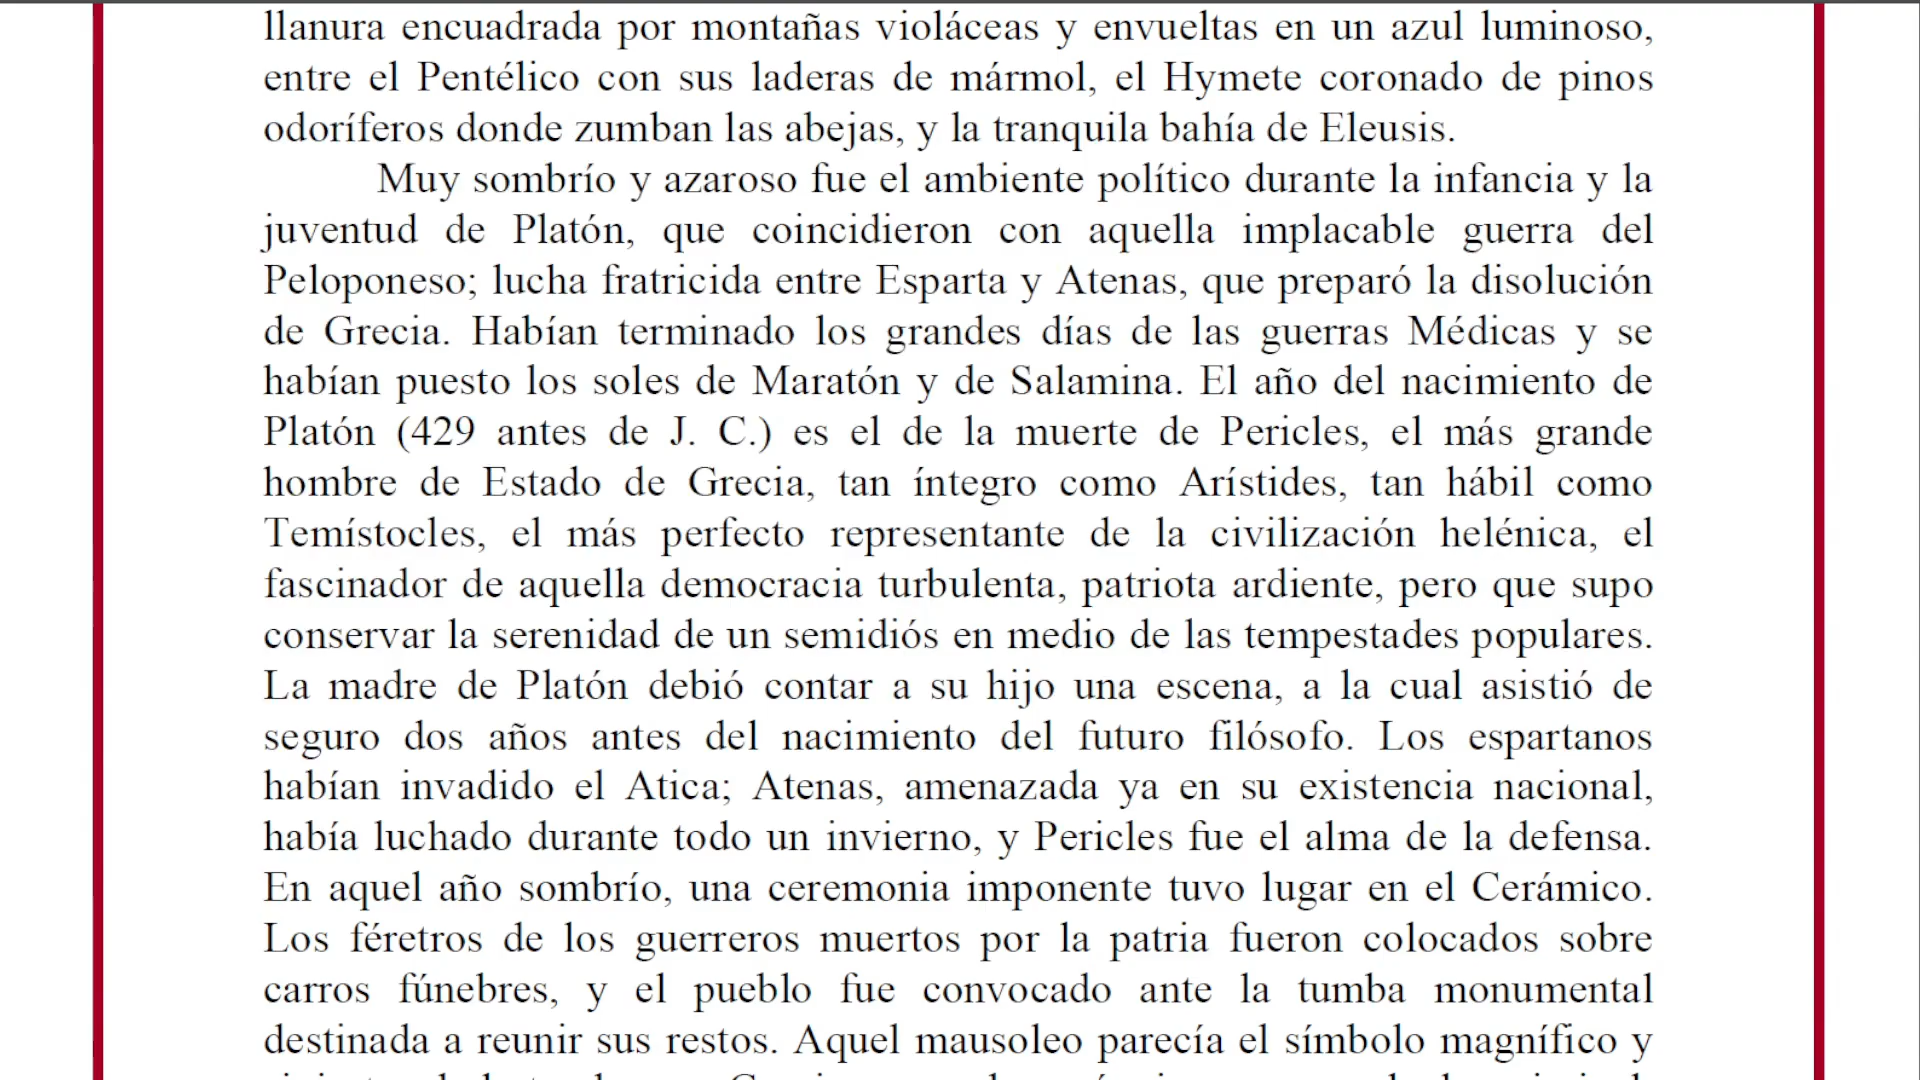 llanura encuadrada por montañas violáceas y envueltas en un azul luminoso,
entre el Pentélico con sus laderas de mármol, el Hymete coronado de pinos
odoríferos donde zumban las abejas, y la tranquila bahía de Eleusis.
Muy sombrío y azaroso fue el ambiente político durante la infancia y la
juventud de Platón, que coincidieron con aquella implacable guerra del
Peloponeso; lucha fratricida entre Esparta y Atenas, que preparó la disolución
de Grecia. Habían terminado los grandes días de las guerras Médicas y se
habían puesto los soles de Maratón y de Salamina. El año del nacimiento de
Platón (429 antes de J. C.) es el de la muerte de Pericles, el más grande
hombre de Estado de Grecia, tan íntegro como Arístides, tan hábil como
Temístocles, el más perfecto representante de la civilización helénica, el
fascinador de aquella democracia turbulenta, patriota ardiente, pero que supo
conservar la serenidad de un semidiós en medio de las tempestades populares.
La madre de Platón debió contar a su hijo una escena, a la cual asistió de
seguro dos años antes del nacimiento del futuro filósofo. Los espartanos
habían invadido el Atica; Atenas, amenazada ya en su existencia nacional,
había luchado durante todo un invierno, y Pericles fue el alma de la defensa.
En aquel año sombrío, una ceremonia imponente tuvo lugar en el Cerámico.
Los féretros de los guerreros muertos por la patria fueron colocados sobre
carros fúnebres, y el pueblo fue convocado ante la tumba monumental
destinada a reunir sus restos. Aquel mausoleo parecía el símbolo magnífico y